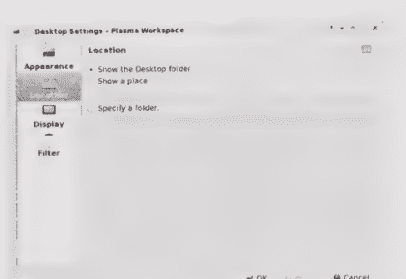 Desktop Settings - Plasma Workspace
Location
Appearance
Show the Desktop folder
Show a place
Specify a folder.
Display
Filter
OK
Cancel